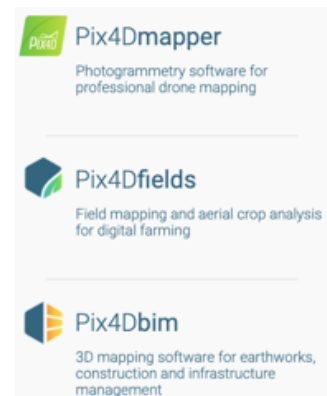 PIX4D
Pix4Dmapper
Photogrammetry software for
professional drone mapping
Pix4Dfields
Field mapping and aerial crop analysis
for digital farming
Pix4Dbim
3D mapping software for earthworks,
construction and infrastructure
management